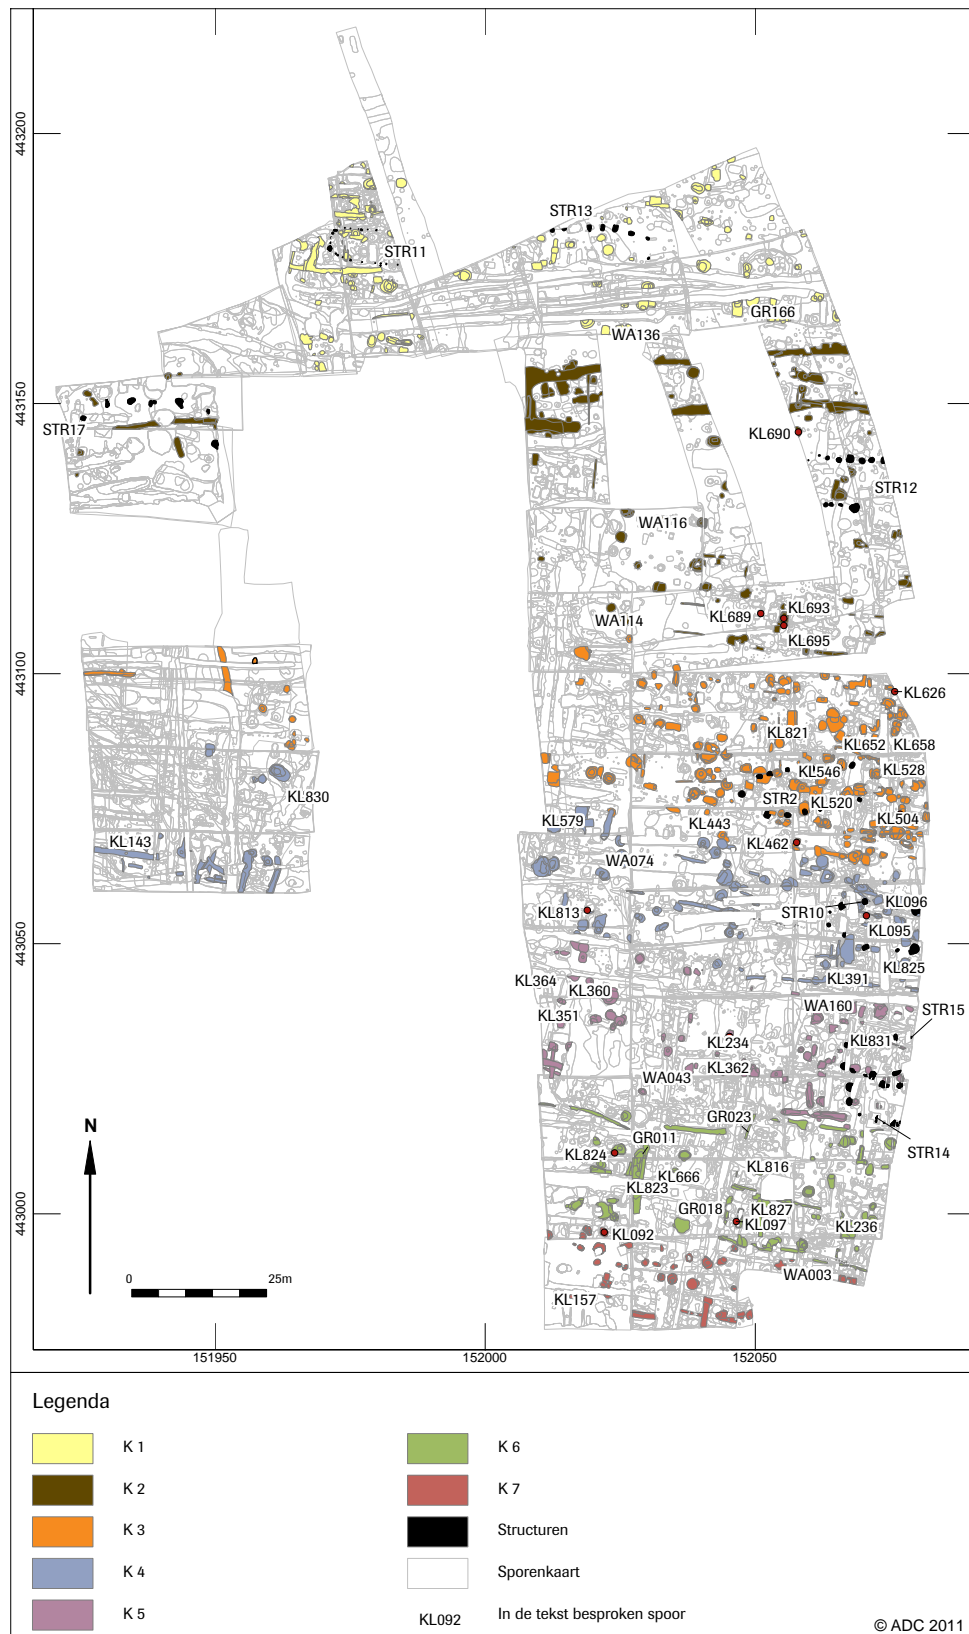 443200
STR13
STR11
GR166
WA136
443150
STR17
KL690
STR12
WA116
KL693
KL689
WA114
KL695
443100
KL626
KL821
KL652
KL658
KL546
KL528
KL830
STR2
KL520
KL579
KL443
KL504
KL143
KL462
WA074
KL096
STR10
KL813
KL095
443050
KL825
KL364
KL391
KL360
WA160
STR15
KL351
KL234
KL831
KL362
WA043
N
GR023
GR011
KL824
STR14
KL816
KL666
KL823
GR018
KL827
443000
KL097
KL236
KL092
WA003
0 25m
KL157
151950 152000 152050
Legenda
K 1
K 2
K 3
K 4
K 5
K 6
K 7
Structuren
Sporenkaart
KL092 In de tekst besproken spoor
© ADC 2011